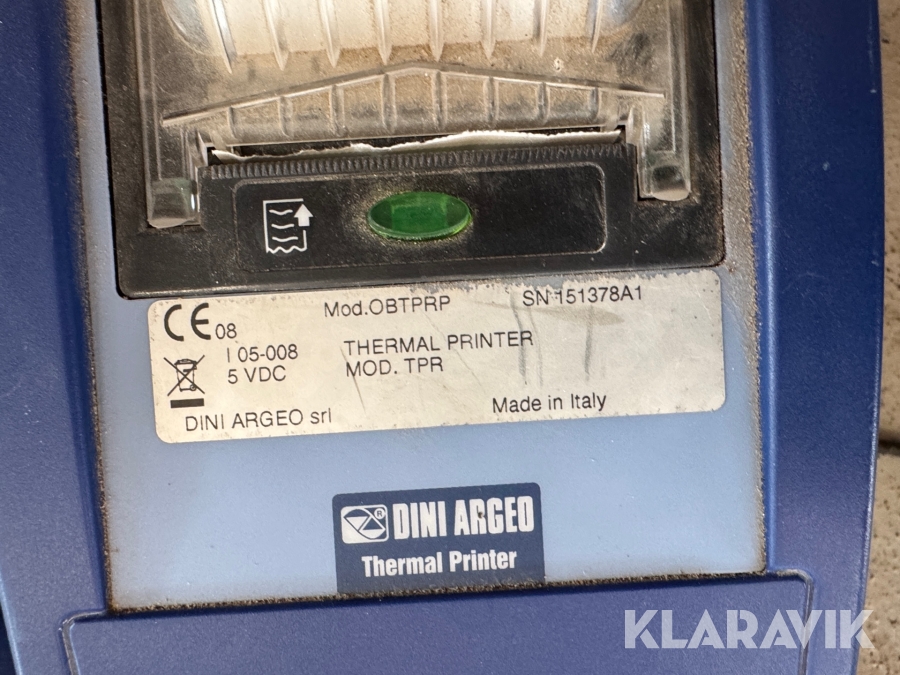 CE 08
Mod.OBTPRP
SN 151378A1
I 05-008
5 VDC
THERMAL PRINTER
MOD. TPR
DINI ARGEO srl
Made in Italy
® DINI ARGEO
Thermal Printer
KLARAVIK